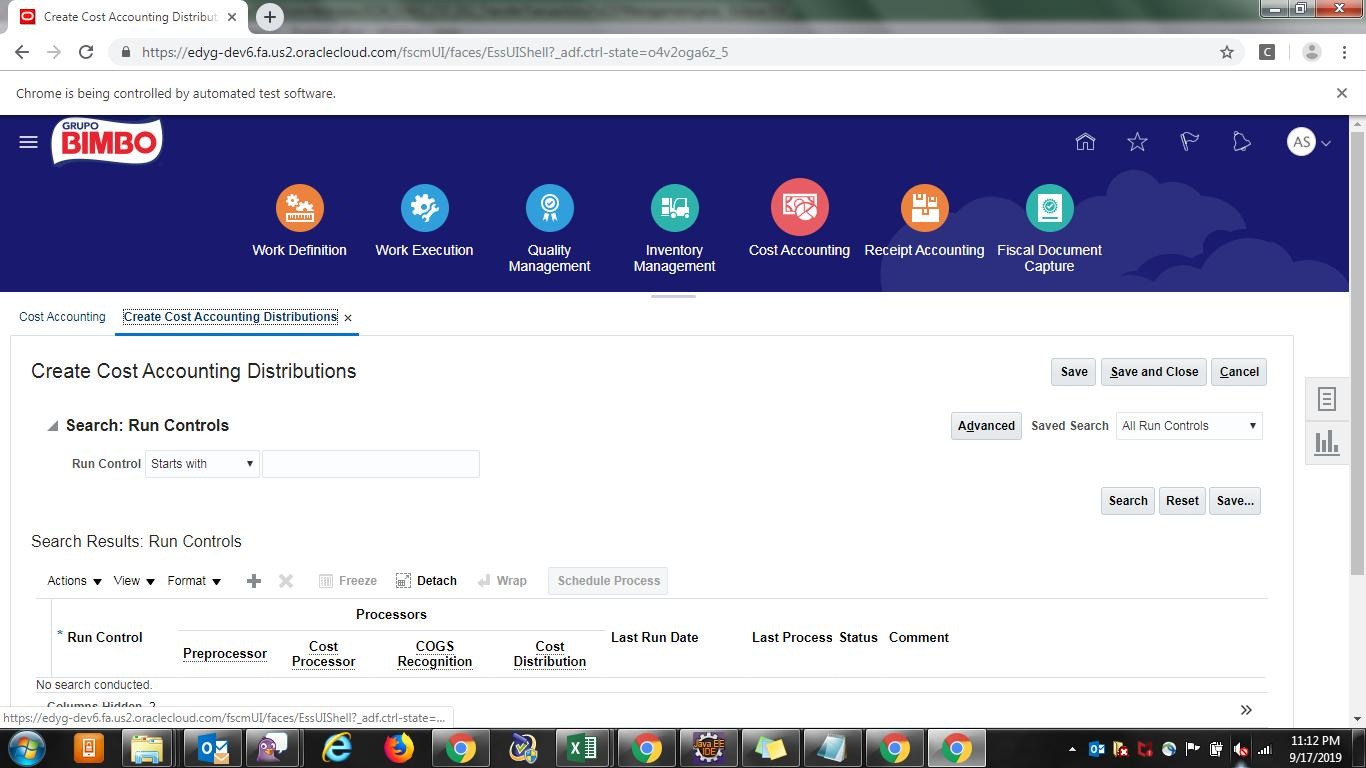 Create Cost Accounting Distribut
https://edyg-dev6.fa.us2.oraclecloud.com/fscmUI/faces/EssUIShell?_adf.ctrl-state=o4v2oga6z_5
C
Chrome is being controlled by automated test software.
GRUPO
BIMBO
AS
Work Definition
Work Execution
Quality
Management
Inventory
Management
Cost Accounting
Receipt Accounting
Fiscal Document
Capture
Cost Accounting
Create Cost Accounting Distributions
Create Cost Accounting Distributions
Save
Save and Close
Cancel
Search: Run Controls
Advanced
Saved Search
All Run Controls
Run Control
Starts with
Search
Reset
Save...
Search Results: Run Controls
Actions
View
Format
Freeze
Detach
Wrap
Schedule Process
* Run Control
Processors
Preprocessor
Cost
Processor
COGS
Recognition
Cost
Distribution
Last Run Date
Last Process Status
Comment
No search conducted.
Columns Hidden 2
https://edyg-dev6.fa.us2.oraclecloud.com/fscmUI/faces/EssUIShell?_adf.ctrl-state=...
Java EE
IDE
11:12 PM
9/17/2019